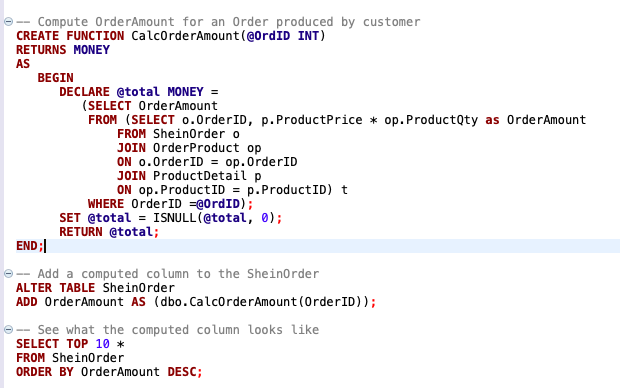 -- Compute OrderAmount for an Order produced by customer
CREATE FUNCTION CalcOrderAmount(@OrdID INT)
RETURNS MONEY
AS
BEGIN
DECLARE @total MONEY =
(SELECT OrderAmount
FROM (SELECT o.OrderID, p.ProductPrice * op.ProductQty as OrderAmount
FROM SheinOrder o
JOIN OrderProduct op
ON o.OrderID = op.OrderID
JOIN ProductDetail p
ON op.ProductID = p.ProductID) t
WHERE OrderID =@OrdID);
SET @total = ISNULL(@total, 0);
RETURN @total;
END;
-- Add a computed column to the SheinOrder
ALTER TABLE SheinOrder
ADD OrderAmount AS (dbo.CalcOrderAmount(OrderID));
-- See what the computed column looks like
SELECT TOP 10 *
FROM SheinOrder
ORDER BY OrderAmount DESC;